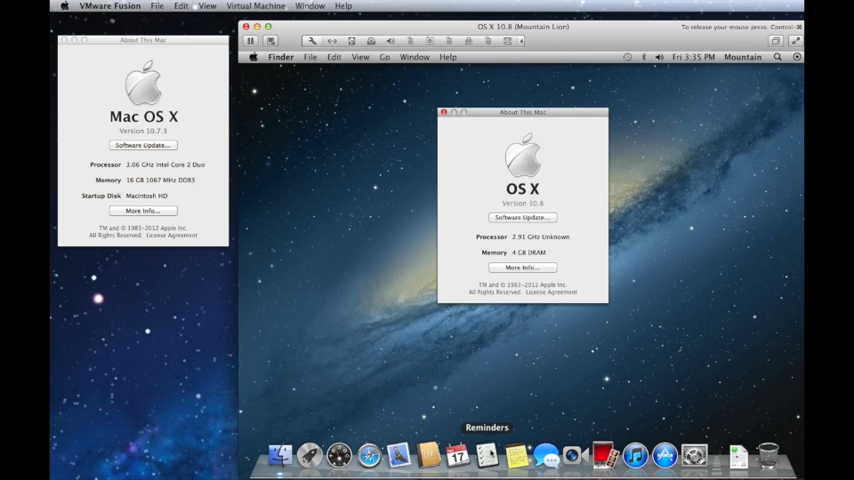 VMware Fusion File Edit View Virtual Machine Window Help
OS X 10.8 (Mountain Lion)
To release your mouse press: Control-⌘
Finder File Edit View Go Window Help
Fri 3:35 PM Mountain
About This Mac
Mac OS X
Version 10.7.3
Software Update...
Processor 3.06 GHz Intel Core 2 Duo
Memory 16 GB 1067 MHz DDR3
Startup Disk Macintosh HD
More Info...
TM and © 1983-2012 Apple Inc.
All Rights Reserved. License Agreement
About This Mac
OS X
Version 10.8
Software Update...
Processor 2.91 GHz Unknown
Memory 4 GB DRAM
More Info...
TM and © 1983-2012 Apple Inc.
All Rights Reserved. License Agreement
Reminders
17